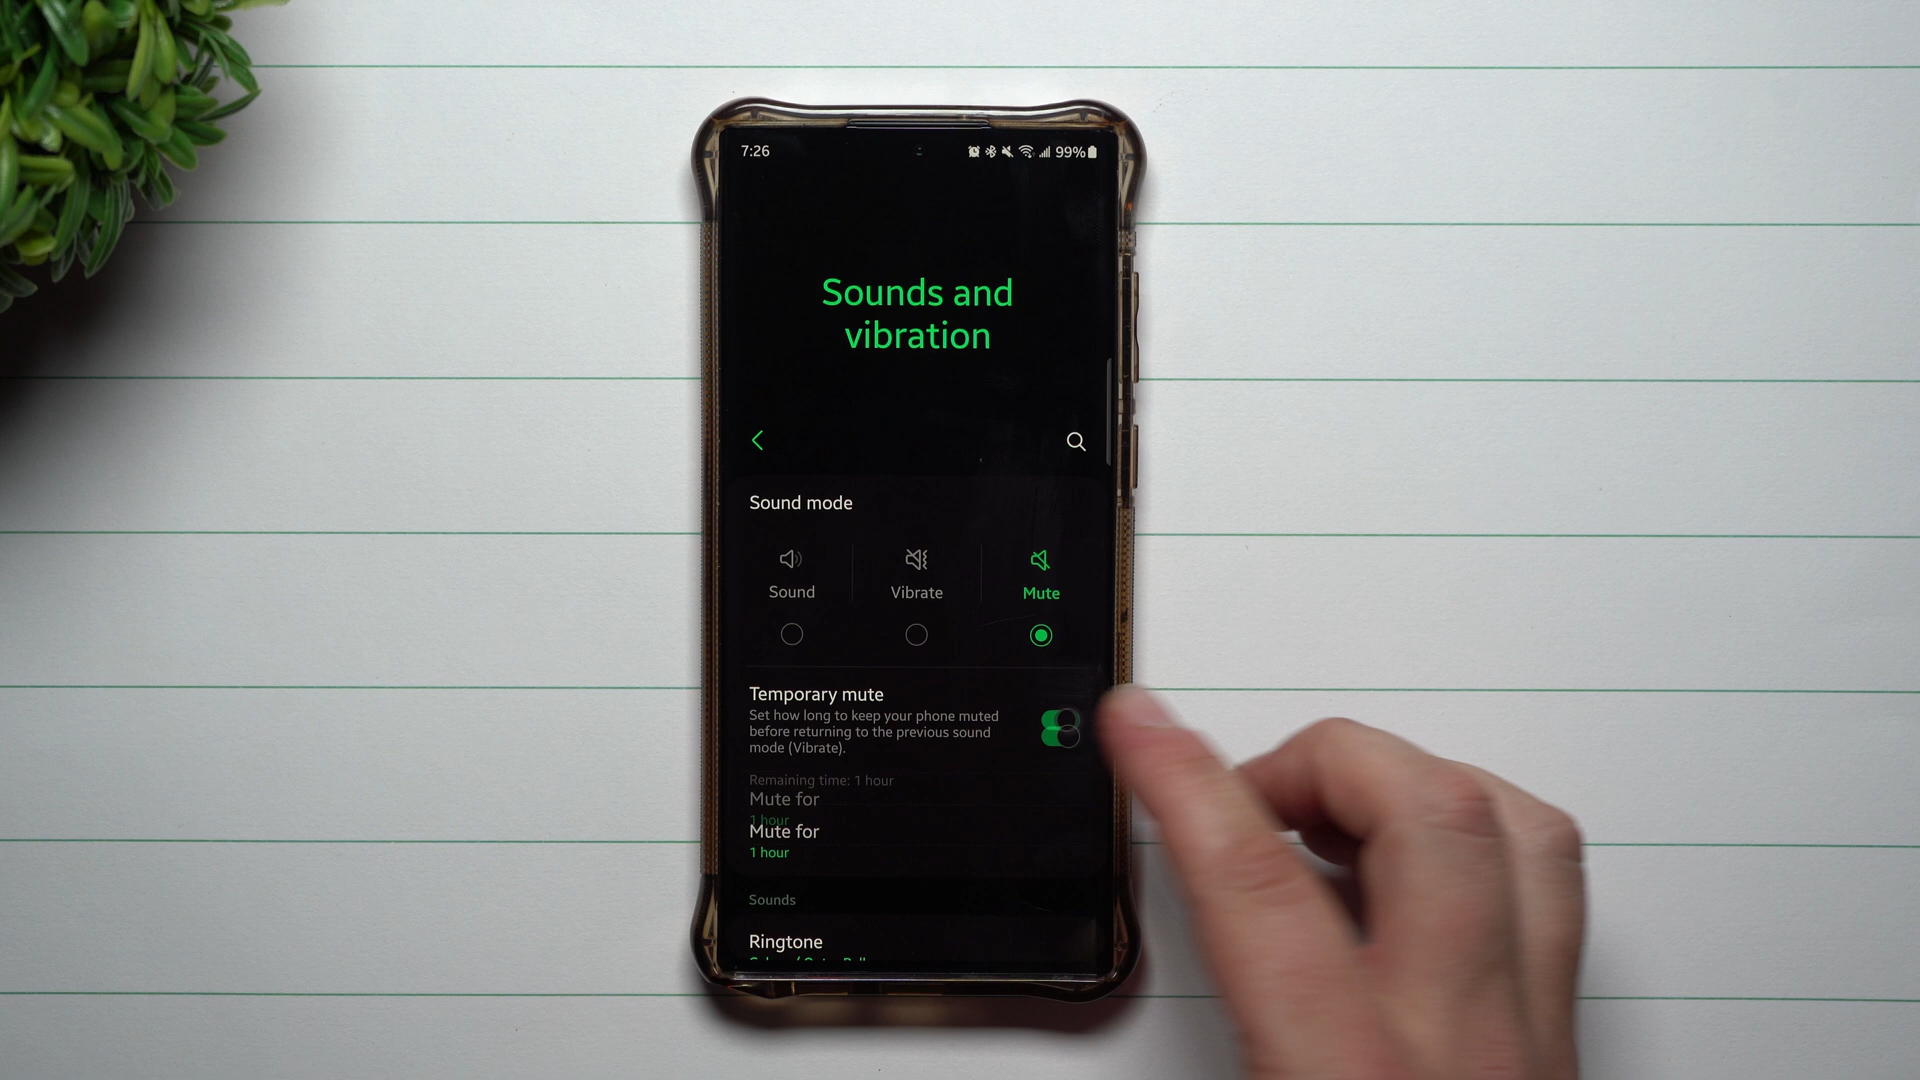 7:26 99%
Sounds and
vibration
Sound mode
Sound Vibrate Mute
Temporary mute
Set how long to keep your phone muted
before returning to the previous sound
mode (Vibrate).
Remaining time: 1 hour
Mute for
1 hour
Mute for
1 hour
Sounds
Ringtone